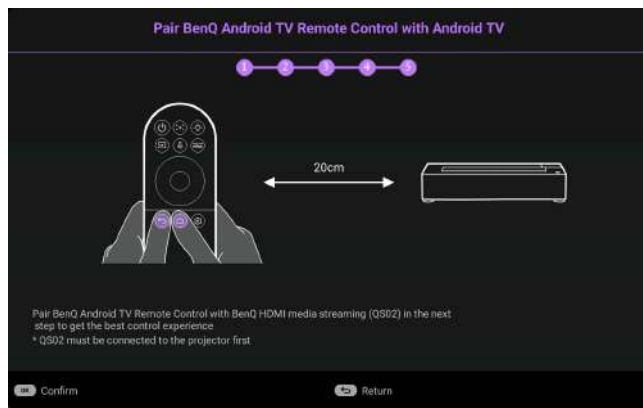 Pair BenQ Android TV Remote Control with Android TV
1 2 3 4 5
20cm
Pair BenQ Android TV Remote Control with BenQ HDMI media streaming (QS02) in the next
step to get the best control experience
* QS02 must be connected to the projector first
OK Confirm Return